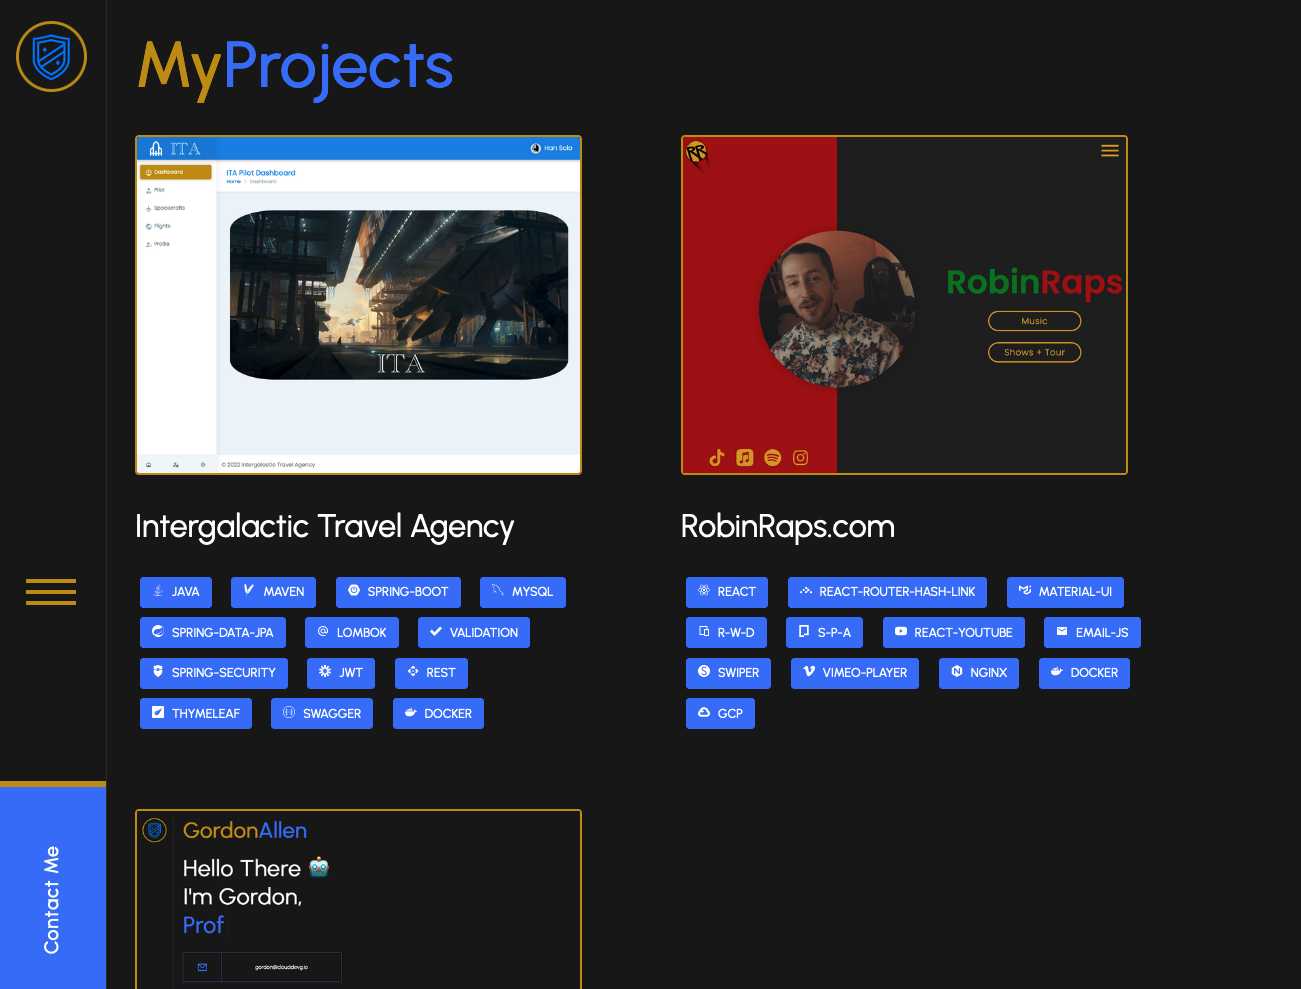 MyProjects
ITA
Han Solo
Dashboard
ITA Pilot Dashboard
Home > Dashboard
Pilot
Spacecrafts
Flights
Profile
ITA
© 2022 Intergalactic Travel Agency
RR
RobinRaps
Music
Shows + Tour
Intergalactic Travel Agency
JAVA MAVEN SPRING-BOOT MYSQL
SPRING-DATA-JPA LOMBOK VALIDATION
SPRING-SECURITY JWT REST
THYMELEAF SWAGGER DOCKER
RobinRaps.com
REACT REACT-ROUTER-HASH-LINK MATERIAL-UI
R-W-D S-P-A REACT-YOUTUBE EMAIL-JS
SWIPER VIMEO-PLAYER NGINX DOCKER
GCP
GordonAllen
Hello There 🤖
I'm Gordon,
Prof
gordon@clouddevg.io
Contact Me